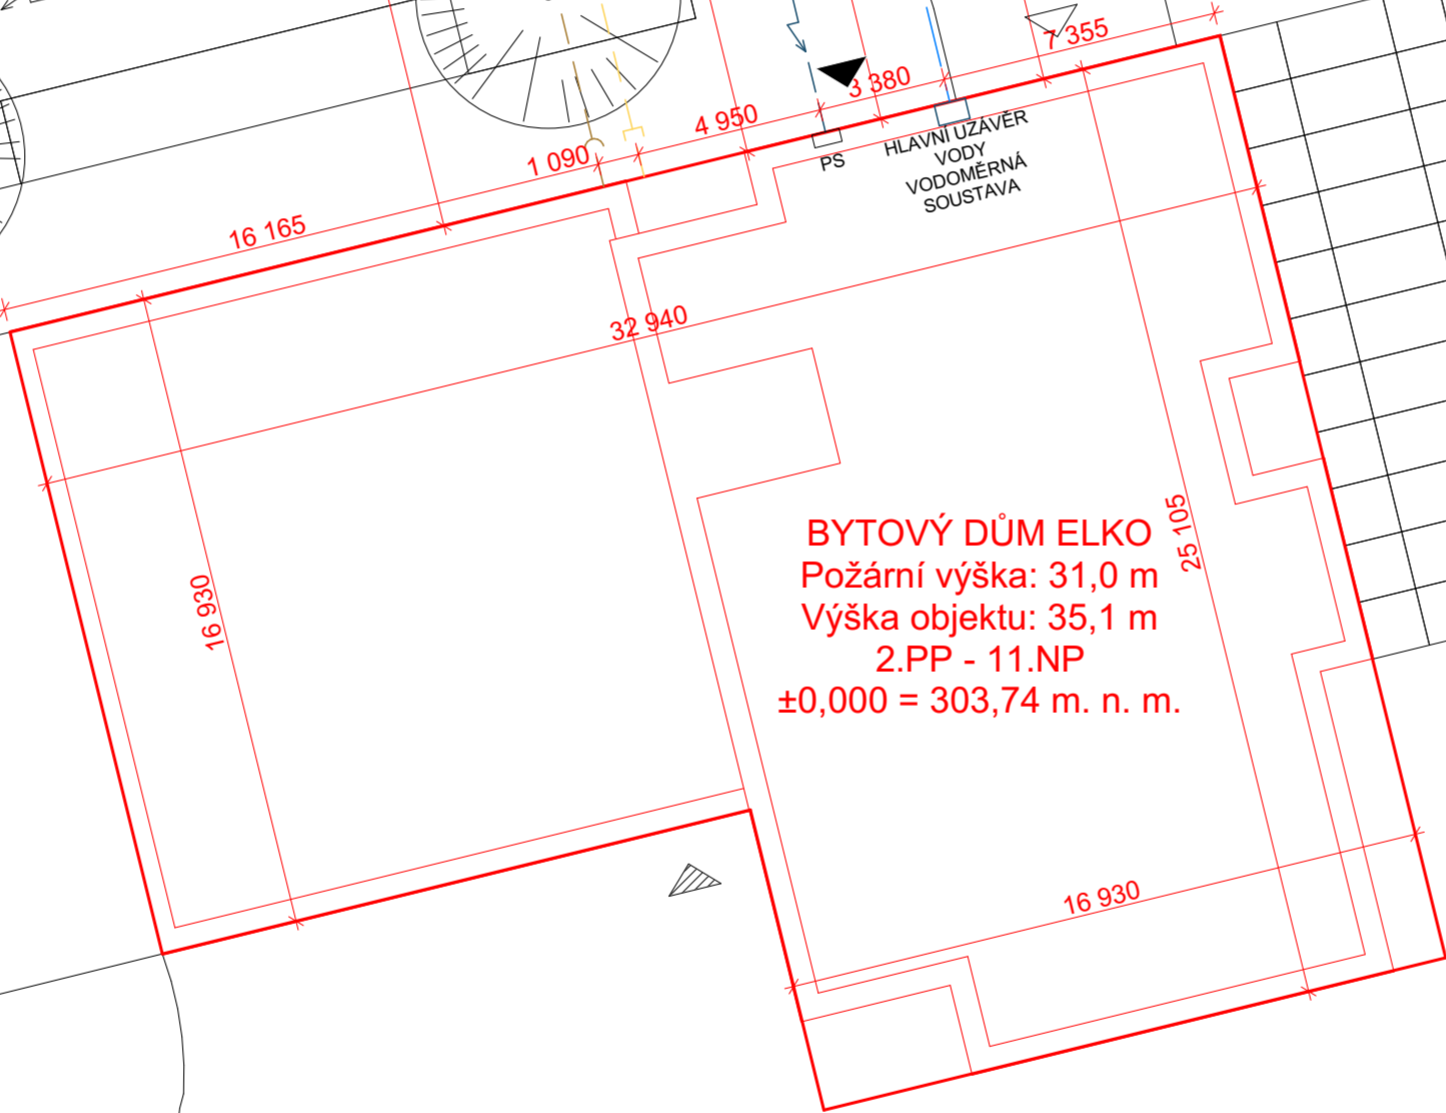 7 355
3 380
4 950
1 090
16 165
PS
HLAVNÍ UZÁVĚR
VODY
VODOMĚRNÁ
SOUSTAVA
32 940
16 930
25 105
BYTOVÝ DŮM ELKO
Požární výška: 31,0 m
Výška objektu: 35,1 m
2.PP - 11.NP
±0,000 = 303,74 m. n. m.
16 930